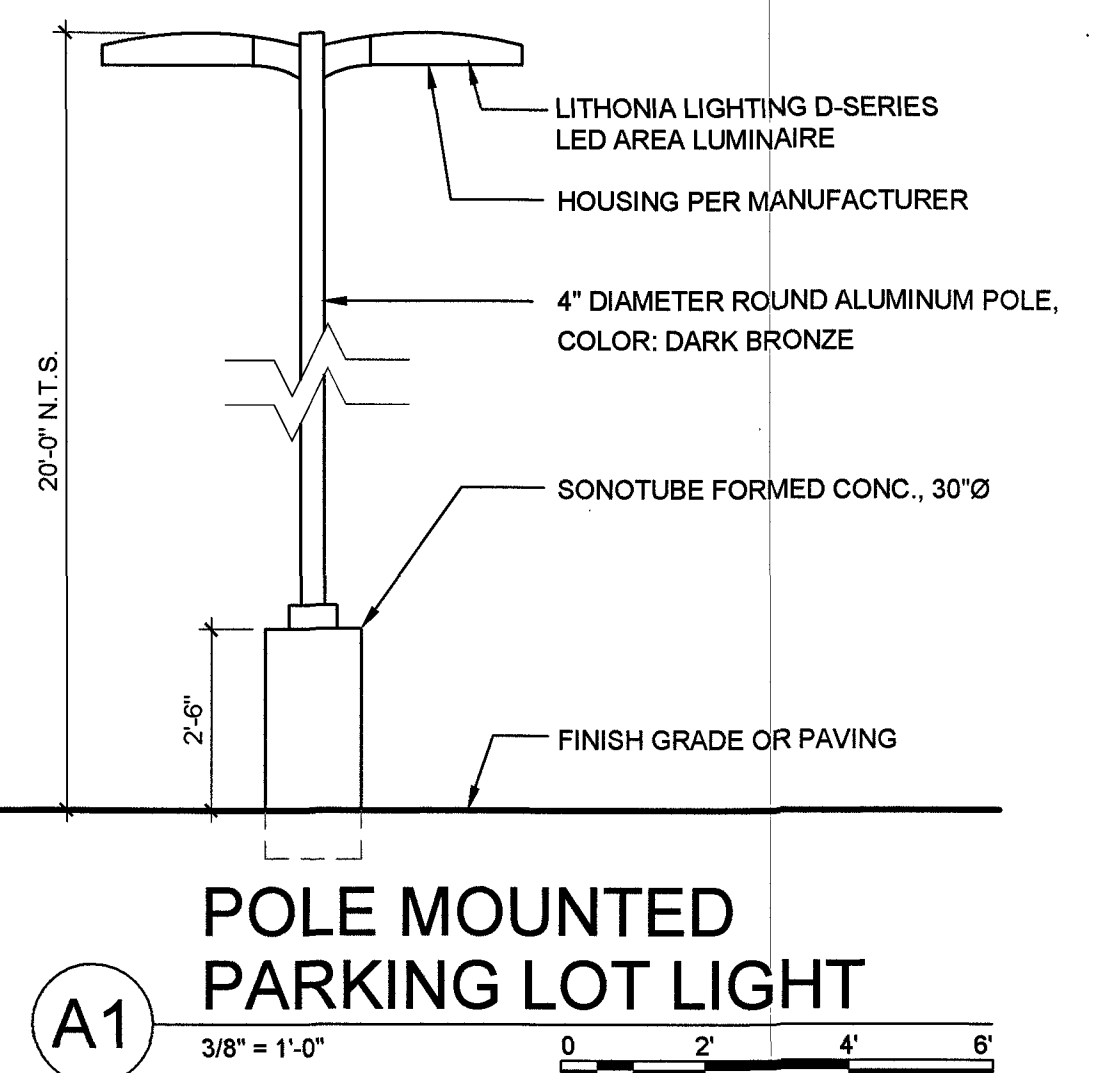 LITHONIA LIGHTING D-SERIES
LED AREA LUMINAIRE
HOUSING PER MANUFACTURER
4" DIAMETER ROUND ALUMINUM POLE,
COLOR: DARK BRONZE
20'-0" N.T.S.
SONOTUBE FORMED CONC., 30"Ø
2'-6"
FINISH GRADE OR PAVING
POLE MOUNTED
PARKING LOT LIGHT
A1
3/8" = 1'-0"
0 2' 4' 6'